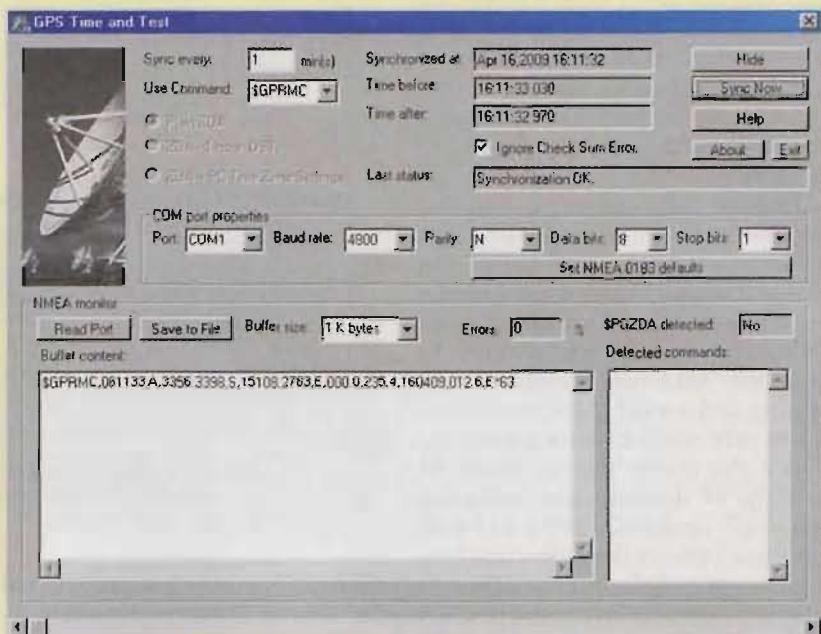 GPS Time and Test
Sync every: 1 min(s)
Use Command: $GPRMC
Synchronized at: Apr 16,2009 16:11:32
Time before: 16:11:33 030
Time after: 16:11:32 970
Ignore Check Sum Error.
Last status: Synchronization OK.
Hide
Sync Now
Help
About Exit
PC Time Zone Settings
COM port properties
Port: COM1 Baud rate: 4800 Parity: N Data bits: 8 Stop bits: 1
Set NMEA 0183 defaults
NMEA monitor
Read Port Save to File Buffer size: 1 K bytes Errors: 0 % $PGZDA detected: No
Buffer content:
Detected commands:
$GPRMC,061133,A,3356.3398,S,15108.2763,E,000.0,235.4,160409,012.6,E*63